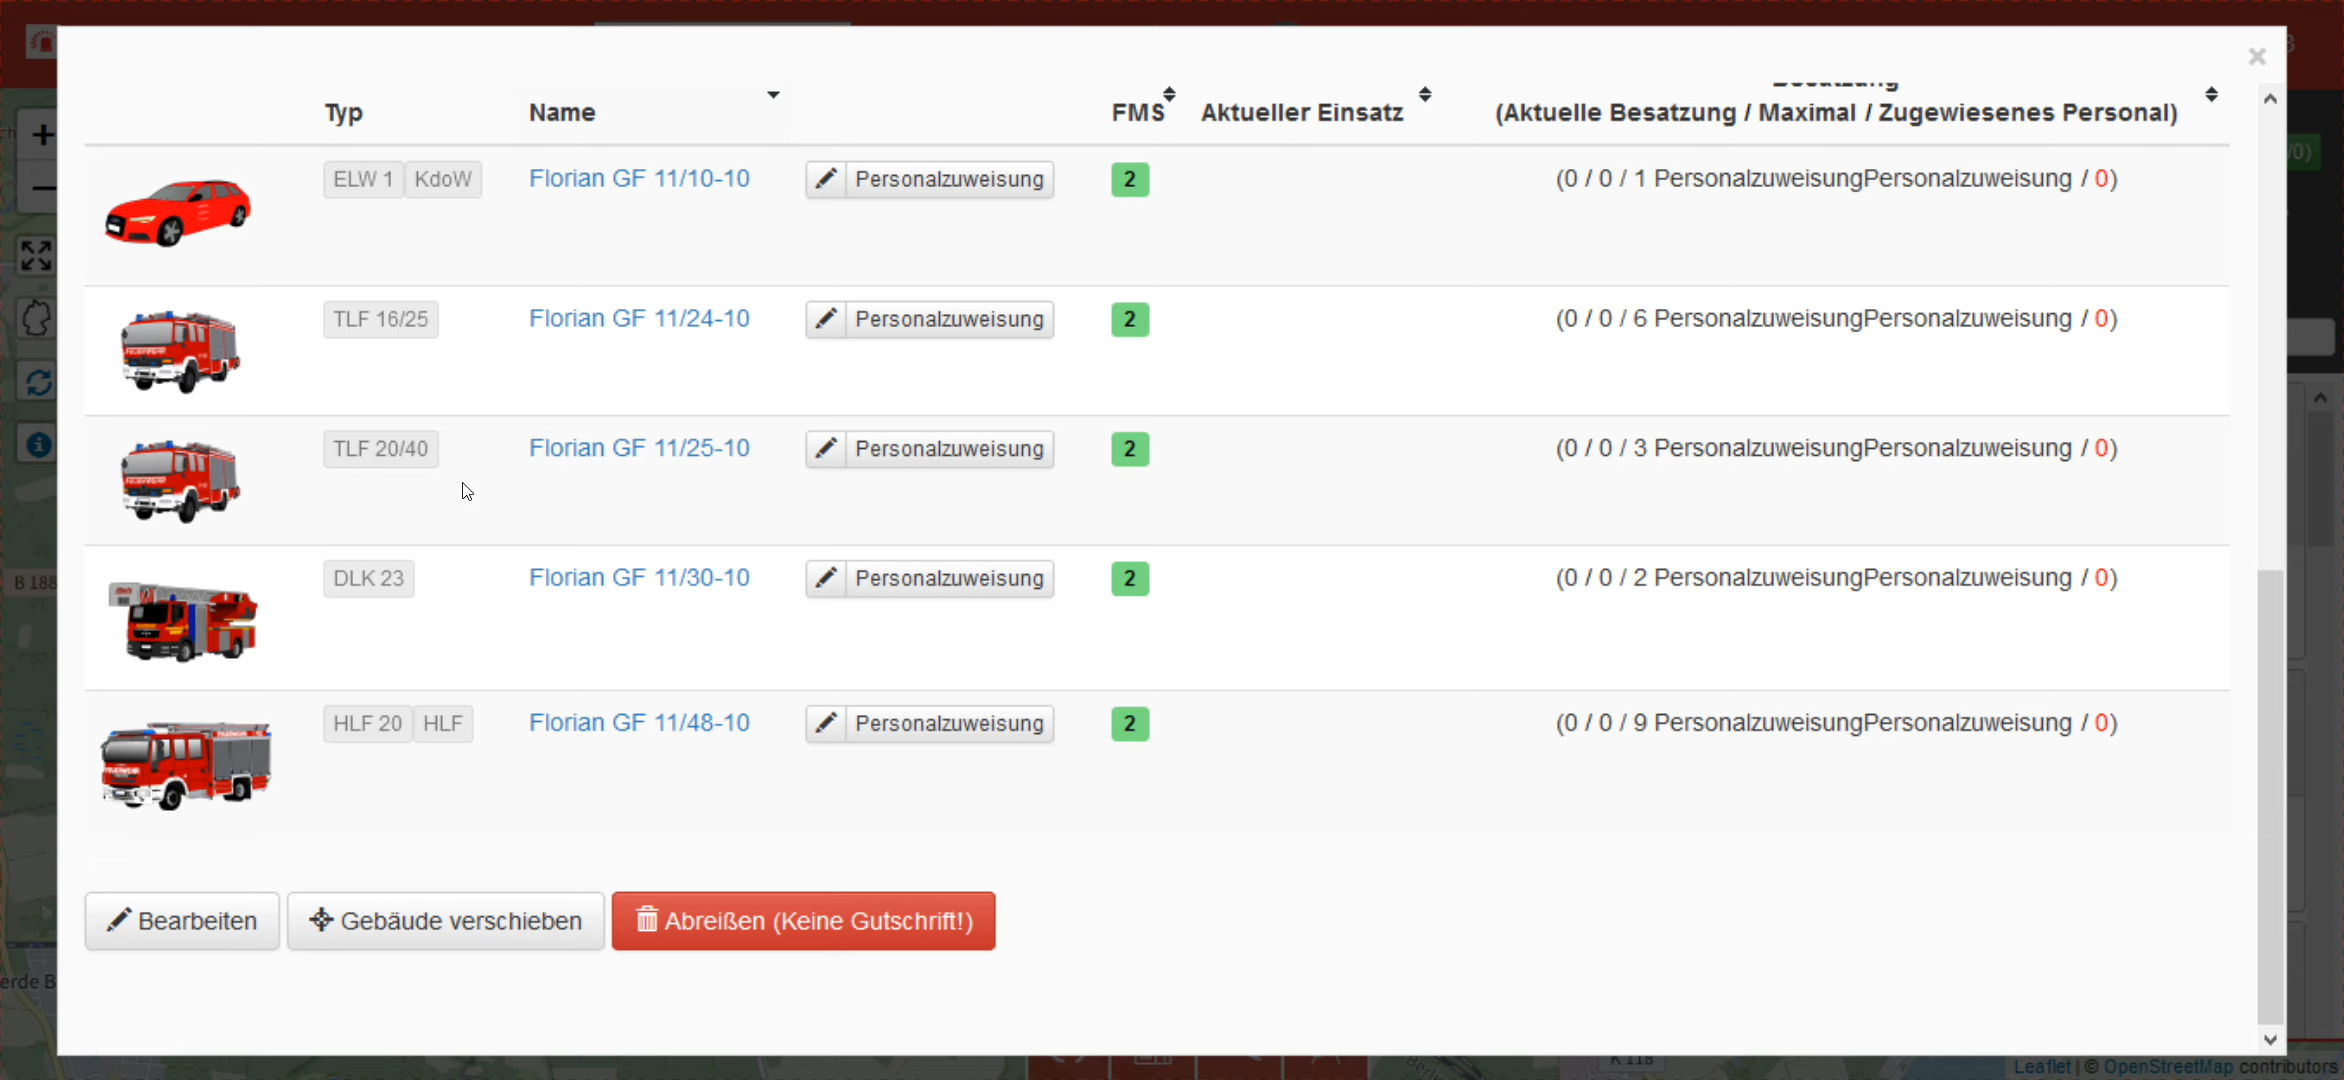 Typ Name FMS Aktueller Einsatz (Aktuelle Besatzung / Maximal / Zugewiesenes Personal)
ELW 1 KdoW Florian GF 11/10-10 Personalzuweisung 2 (0 / 0 / 1 PersonalzuweisungPersonalzuweisung / 0)
TLF 16/25 Florian GF 11/24-10 Personalzuweisung 2 (0 / 0 / 6 PersonalzuweisungPersonalzuweisung / 0)
TLF 20/40 Florian GF 11/25-10 Personalzuweisung 2 (0 / 0 / 3 PersonalzuweisungPersonalzuweisung / 0)
B 188
DLK 23 Florian GF 11/30-10 Personalzuweisung 2 (0 / 0 / 2 PersonalzuweisungPersonalzuweisung / 0)
HLF 20 HLF Florian GF 11/48-10 Personalzuweisung 2 (0 / 0 / 9 PersonalzuweisungPersonalzuweisung / 0)
Bearbeiten Gebäude verschieben Abreißen (Keine Gutschrift!)
erde B
K 118
Leaflet | © OpenStreetMap contributors